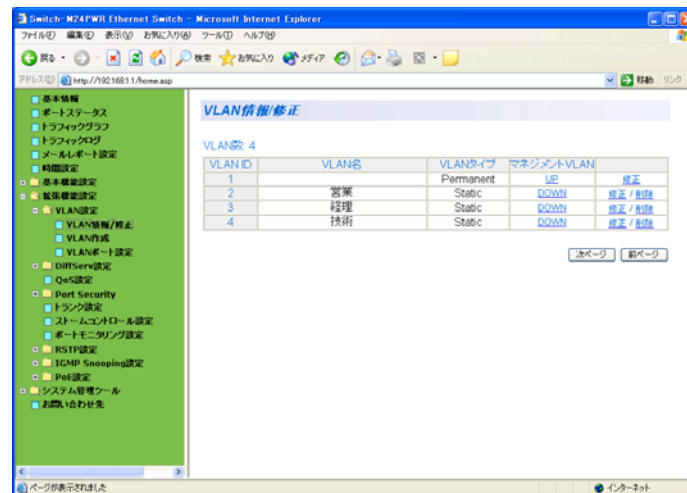 Switch-M24PWR Ethernet Switch - Microsoft Internet Explorer
ファイル(F) 編集(E) 表示(V) お気に入り(A) ツール(T) ヘルプ(H)
戻る 検索 お気に入り メディア
アドレス(D) http://192.168.1.1/home.asp 移動 リンク
基本情報
ポートステータス
トラフィックグラフ
トラフィックログ
メールレポート設定
時間設定
基本機能設定
拡張機能設定
VLAN設定
VLAN情報/修正
VLAN作成
VLANポート設定
DiffServ設定
QoS設定
Port Security
トランク設定
ストームコントロール設定
ポートモニタリング設定
RSTP設定
IGMP Snooping設定
PoE設定
システム管理ツール
お問い合わせ先
VLAN情報/修正
VLAN数: 4
VLAN ID VLAN名 VLANタイプ マネジメントVLAN
1 Permanent UP 修正
2 営業 Static DOWN 修正 / 削除
3 経理 Static DOWN 修正 / 削除
4 技術 Static DOWN 修正 / 削除
次ページ 前ページ
ページが表示されました インターネット